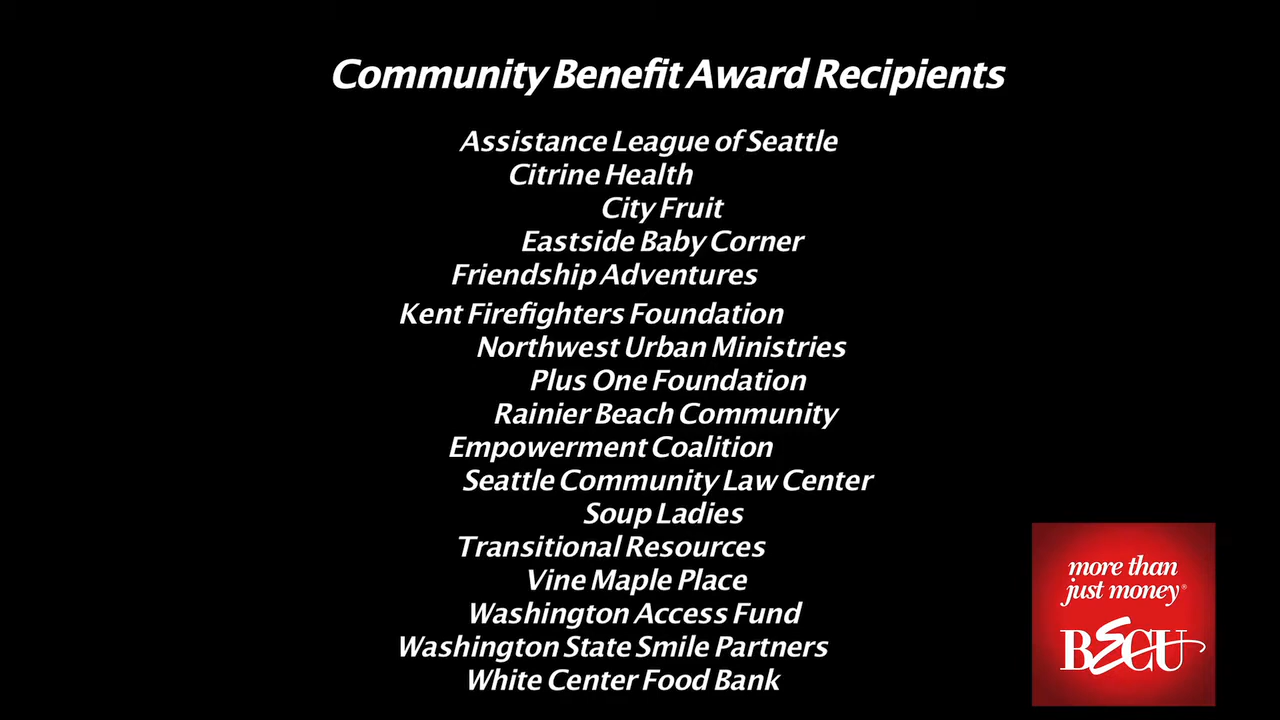 Community Benefit Award Recipients
Assistance League of Seattle
Citrine Health
City Fruit
Eastside Baby Corner
Friendship Adventures
Kent Firefighters Foundation
Northwest Urban Ministries
Plus One Foundation
Rainier Beach Community
Empowerment Coalition
Seattle Community Law Center
Soup Ladies
Transitional Resources
Vine Maple Place
Washington Access Fund
Washington State Smile Partners
White Center Food Bank
more than
just money®
BECU